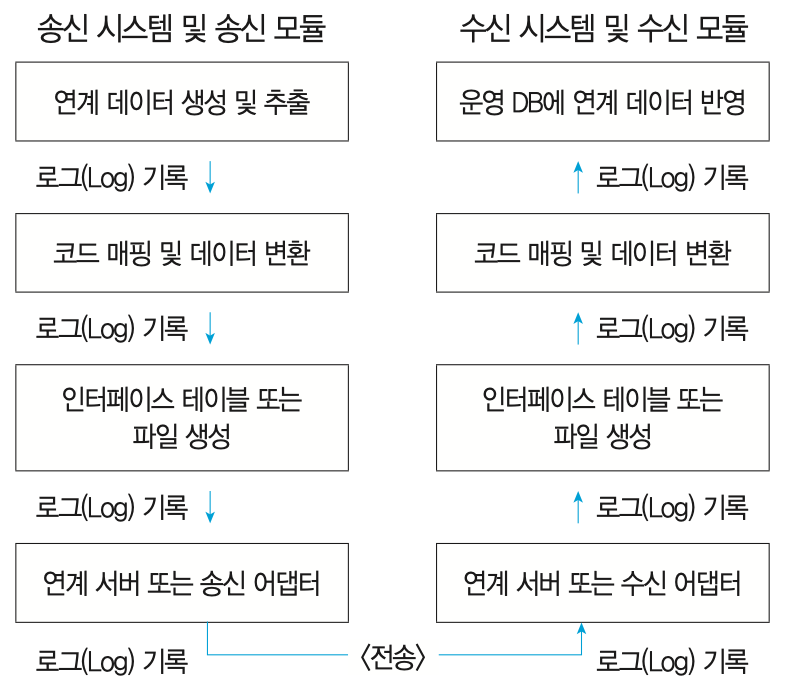 송신 시스템 및 송신 모듈
연계 데이터 생성 및 추출
로그(Log) 기록
코드 매핑 및 데이터 변환
로그(Log) 기록
인터페이스 테이블 또는
파일 생성
로그(Log) 기록
연계 서버 또는 송신 어댑터
로그(Log) 기록
〈전송〉
수신 시스템 및 수신 모듈
운영 DB에 연계 데이터 반영
로그(Log) 기록
코드 매핑 및 데이터 변환
로그(Log) 기록
인터페이스 테이블 또는
파일 생성
로그(Log) 기록
연계 서버 또는 수신 어댑터
로그(Log) 기록